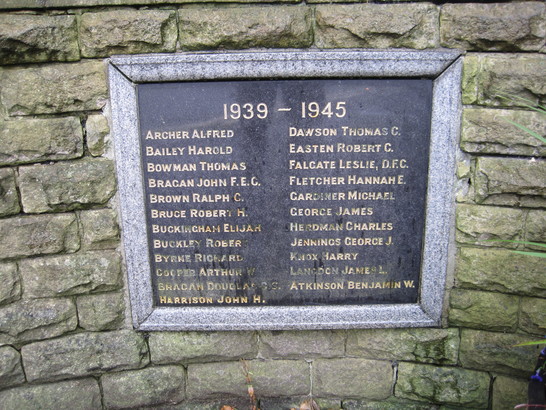 1939 - 1945
ARCHER ALFRED
BAILEY HAROLD
BOWMAN THOMAS
BRAGAN JOHN F.E.C.
BROWN RALPH C.
BRUCE ROBERT H.
BUCKINGHAM ELIJAH
BUCKLEY ROBER
BYRNE RICHARD
COOPER ARTHUR W
DOUGLAS
HARRISON JOHN H.
DAWSON THOMAS C.
EASTEN ROBERT G.
FALGATE LESLIE, D.F.C.
FLETCHER HANNAH E.
GARDINER MICHAEL
GEORGE JAMES
HERDMAN CHARLES
JENNINGS GEORGE J.
KNOX HARRY
LANGDON JAMES L.
ATKINSON BENJAMIN W.